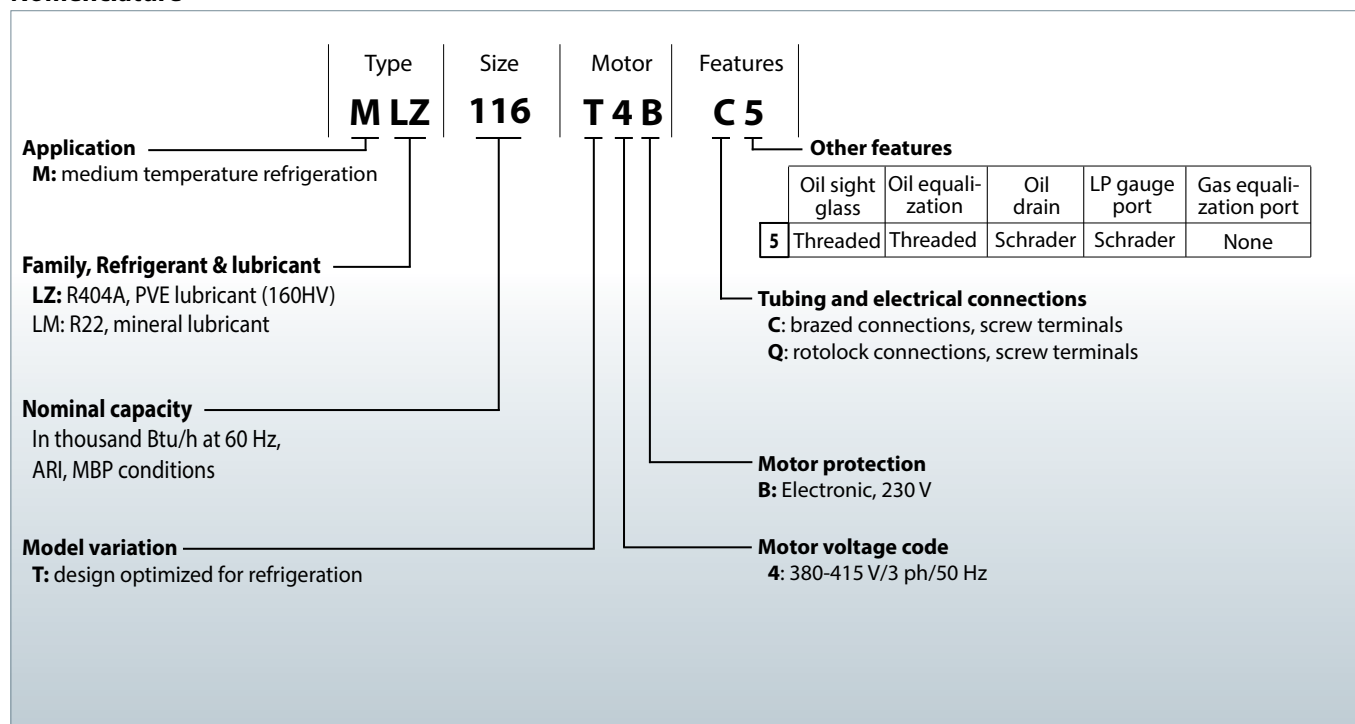 Type Size Motor Features
M LZ 116 T 4 B C 5
Application
M: medium temperature refrigeration
Family, Refrigerant & lubricant
LZ: R404A, PVE lubricant (160HV)
LM: R22, mineral lubricant
Nominal capacity
In thousand Btu/h at 60 Hz,
ARI, MBP conditions
Model variation
T: design optimized for refrigeration
Other features
Oil sight glass Oil equali-zation Oil drain LP gauge port Gas equali-zation port
5 Threaded Threaded Schrader Schrader None
Tubing and electrical connections
C: brazed connections, screw terminals
Q: rotolock connections, screw terminals
Motor protection
B: Electronic, 230 V
Motor voltage code
4: 380-415 V/3 ph/50 Hz